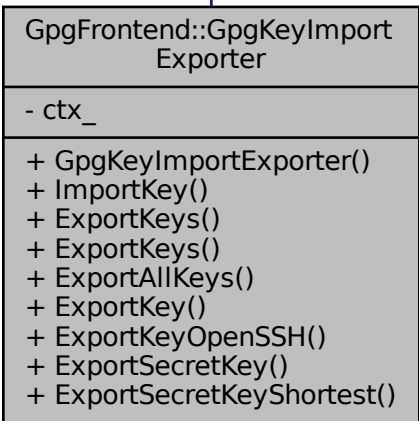 GpgFrontend::GpgKeyImport
Exporter
- ctx_
+ GpgKeyImportExporter()
+ ImportKey()
+ ExportKeys()
+ ExportKeys()
+ ExportAllKeys()
+ ExportKey()
+ ExportKeyOpenSSH()
+ ExportSecretKey()
+ ExportSecretKeyShortest()